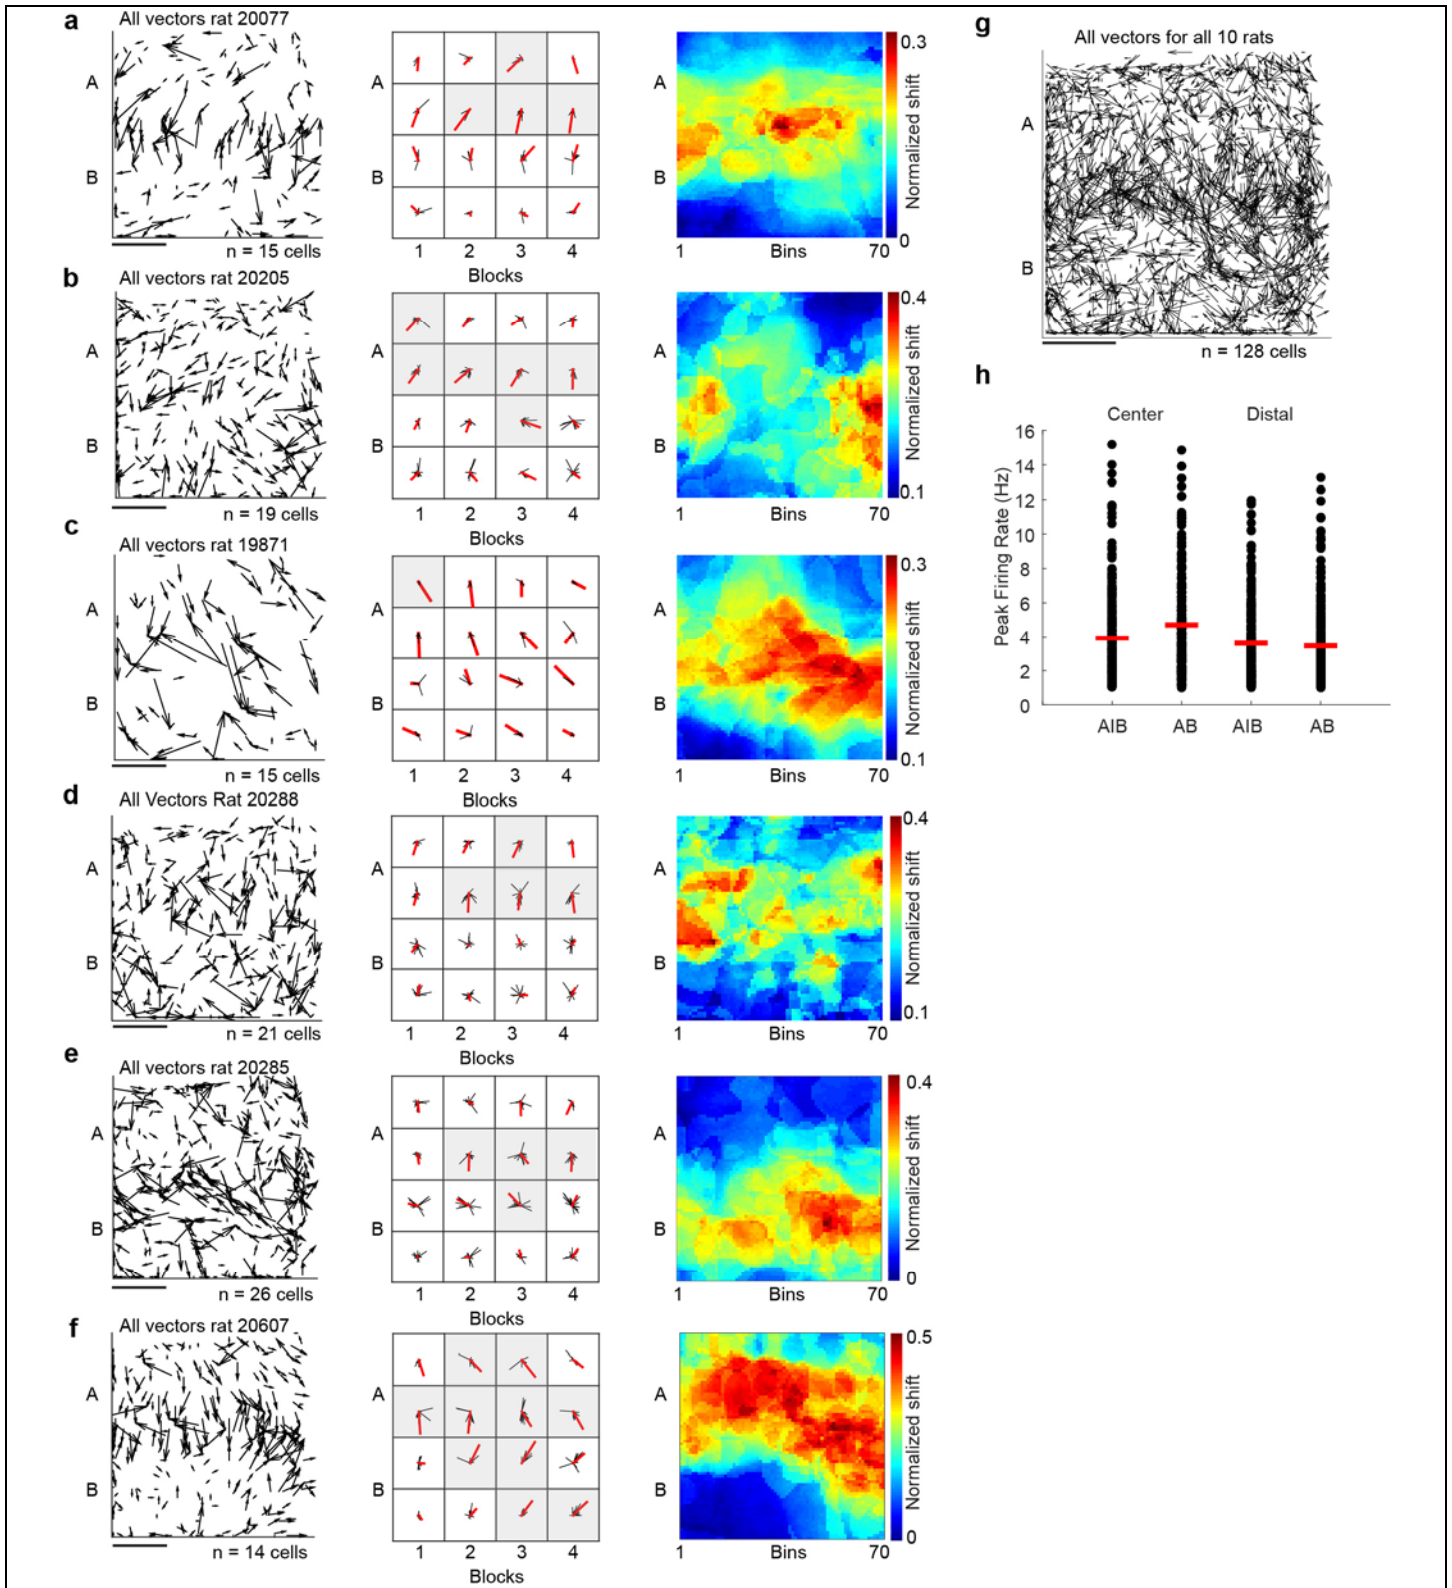 a
All vectors rat 20077
A
B
n = 15 cells
A
B
1 2 3 4
Blocks
A
B
1 Bins 70
0.3
Normalized shift
0
b
All vectors rat 20205
A
B
n = 19 cells
A
B
1 2 3 4
Blocks
A
B
1 Bins 70
0.4
Normalized shift
0.1
c
All vectors rat 19871
A
B
n = 15 cells
A
B
1 2 3 4
Blocks
A
B
1 Bins 70
0.3
Normalized shift
0.1
d
All Vectors Rat 20288
A
B
n = 21 cells
A
B
1 2 3 4
Blocks
A
B
1 Bins 70
0.4
Normalized shift
0.1
e
All vectors rat 20285
A
B
n = 26 cells
A
B
1 2 3 4
Blocks
A
B
1 Bins 70
0.4
Normalized shift
0
f
All vectors rat 20607
A
B
n = 14 cells
A
B
1 2 3 4
Blocks
A
B
1 Bins 70
0.5
Normalized shift
0
g
All vectors for all 10 rats
A
B
n = 128 cells
h
Center Distal
Peak Firing Rate (Hz)
16
14
12
10
8
6
4
2
0
AIB AB AIB AB